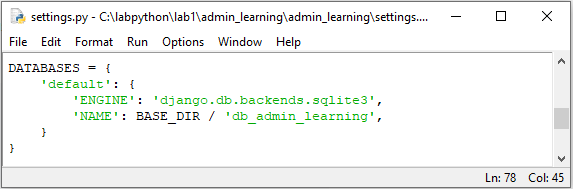 settings.py - C:\labpython\lab1\admin_learning\admin_learning\settings....
File Edit Format Run Options Window Help
DATABASES = {
    'default': {
        'ENGINE': 'django.db.backends.sqlite3',
        'NAME': BASE_DIR / 'db_admin_learning',
    }
}
Ln: 78 Col: 45